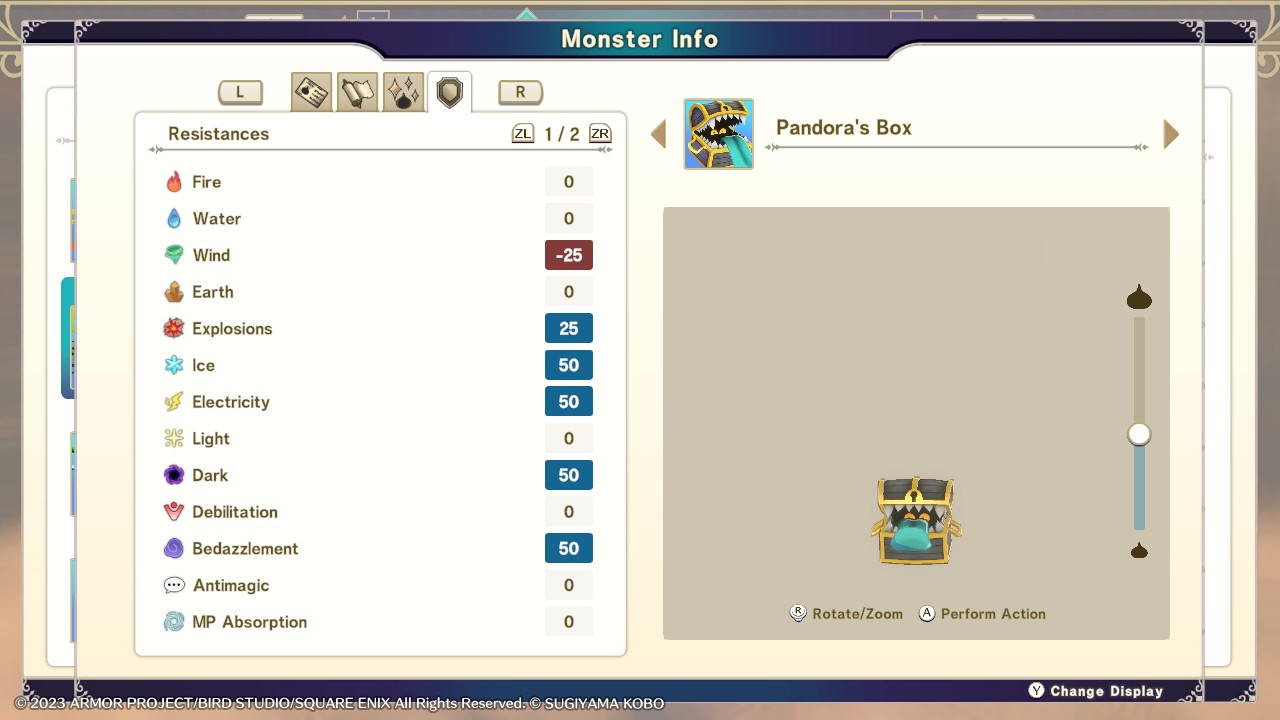 Monster Info
L
R
Resistances
ZL 1 / 2 ZR
Fire 0
Water 0
Wind -25
Earth 0
Explosions 25
Ice 50
Electricity 50
Light 0
Dark 50
Debilitation 0
Bedazzlement 50
Antimagic 0
MP Absorption 0
Pandora's Box
R Rotate/Zoom A Perform Action
Y Change Display
© 2023 ARMOR PROJECT/BIRD STUDIO/SQUARE ENIX All Rights Reserved. © SUGIYAMA KOBO